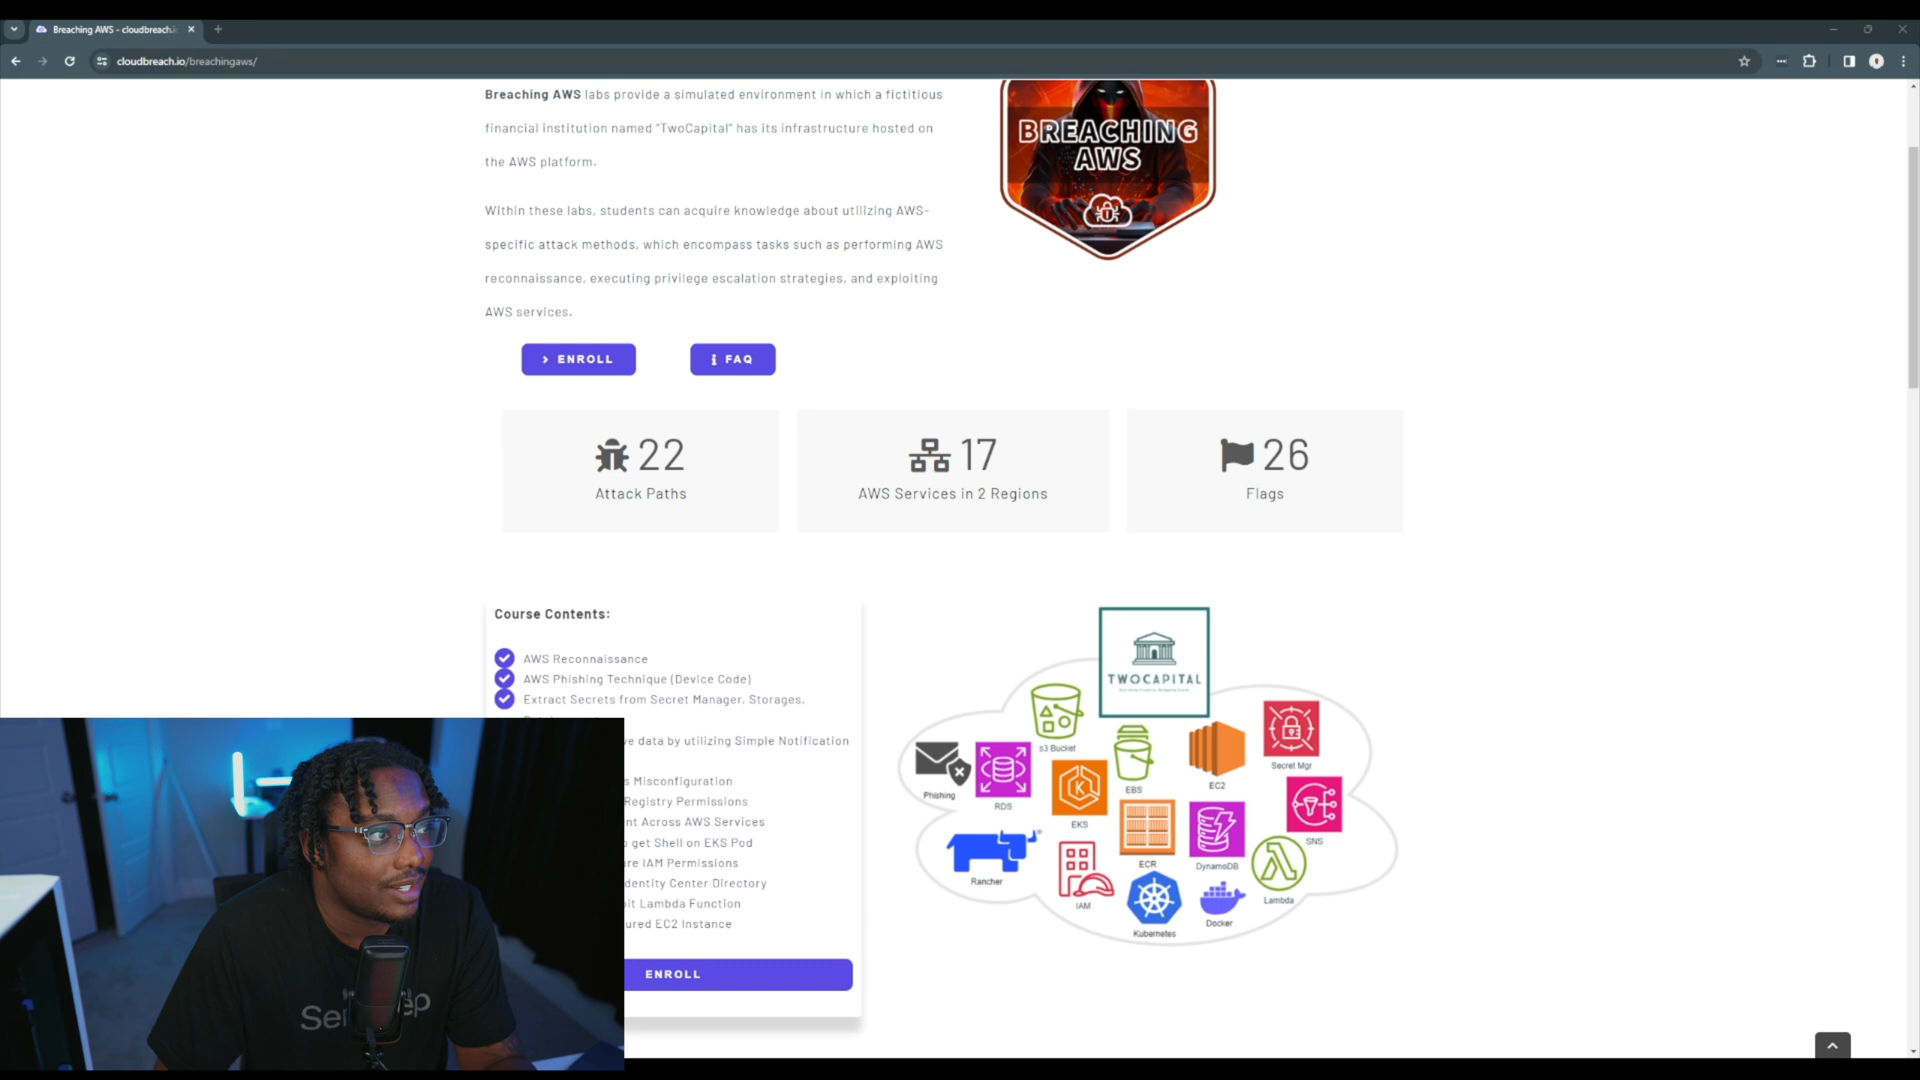 Breaching AWS - cloudbreach.i
cloudbreach.io/breachingaws/
Breaching AWS labs provide a simulated environment in which a fictitious
financial institution named "TwoCapital" has its infrastructure hosted on
the AWS platform.
Within these labs, students can acquire knowledge about utilizing AWS-
specific attack methods, which encompass tasks such as performing AWS
reconnaissance, executing privilege escalation strategies, and exploiting
AWS services.
BREACHING
AWS
ENROLL
FAQ
22
Attack Paths
17
AWS Services in 2 Regions
26
Flags
Course Contents:
AWS Reconnaissance
AWS Phishing Technique (Device Code)
Extract Secrets from Secret Manager, Storages,
ve data by utilizing Simple Notification
s Misconfiguration
Registry Permissions
nt Across AWS Services
get Shell on EKS Pod
ure IAM Permissions
dentity Center Directory
it Lambda Function
ured EC2 Instance
ENROLL
TWOCAPITAL
s3 Bucket
Secret Mgr
Phishing
RDS
EKS
EBS
EC2
SNS
Rancher
IAM
ECR
DynamoDB
Lambda
Kubernetes
Docker